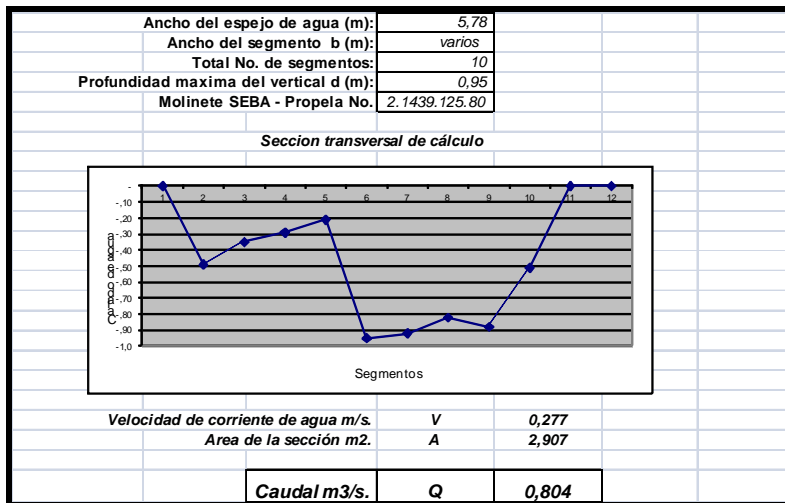 Ancho del espejo de agua (m): 5,78
Ancho del segmento b (m): varios
Total No. de segmentos: 10
Profundidad maxima del vertical d (m): 0,95
Molinete SEBA - Propela No. 2.1439.125.80
Seccion transversal de cálculo
-
-,10
-,20
-,30
-,40
-,50
-,60
-,70
-,80
-,90
-1,0
1 2 3 4 5 6 7 8 9 10 11 12
Calado de agua
Segmentos
Velocidad de corriente de agua m/s. V 0,277
Area de la sección m2. A 2,907
Caudal m3/s. Q 0,804